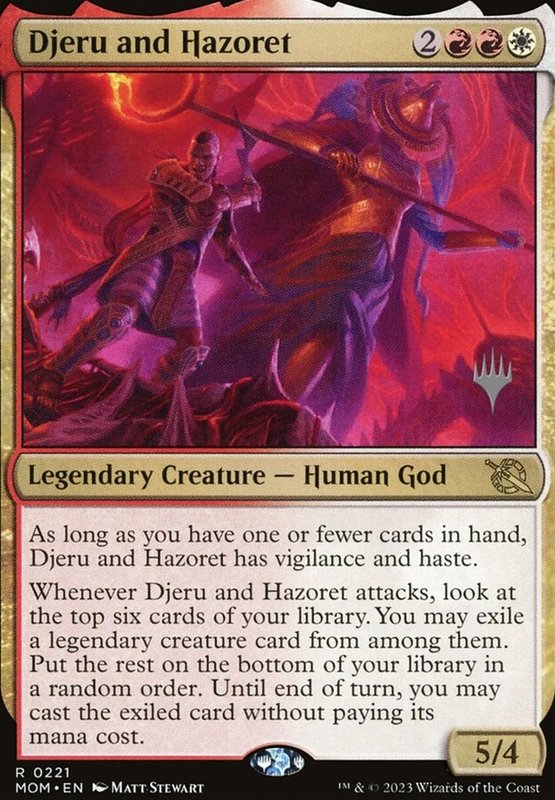 Djeru and Hazoret 2
Legendary Creature — Human God
As long as you have one or fewer cards in hand,
Djeru and Hazoret has vigilance and haste.
Whenever Djeru and Hazoret attacks, look at
the top six cards of your library. You may exile
a legendary creature card from among them.
Put the rest on the bottom of your library in
a random order. Until end of turn, you may
cast the exiled card without paying its
mana cost.
5/4
R 0221
MOM • EN Matt Stewart
™ & © 2023 Wizards of the Coast